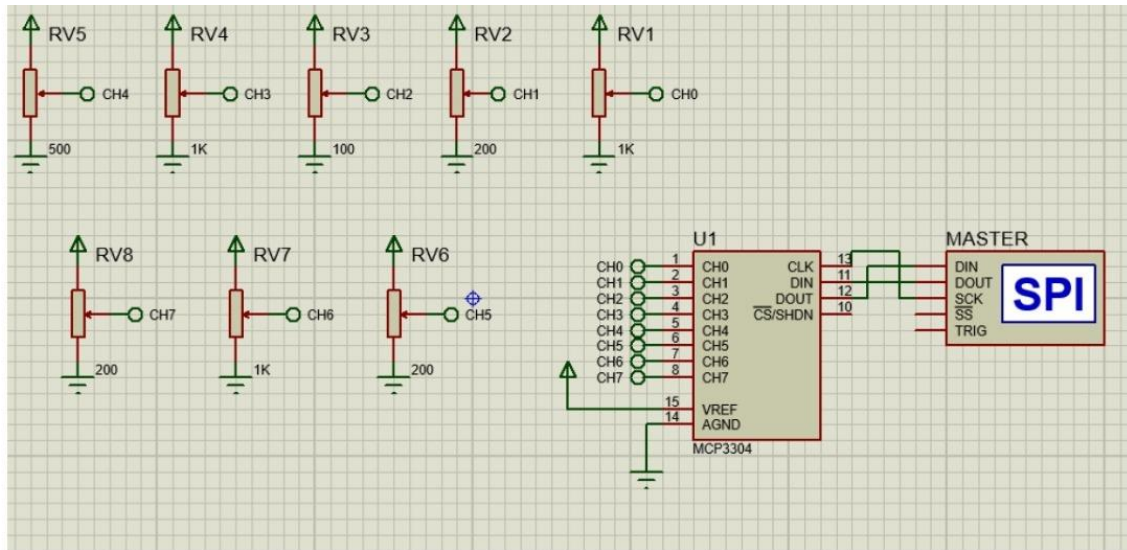 RV5 RV4 RV3 RV2 RV1
CH4 CH3 CH2 CH1 CH0
500 1K 100 200 1K
RV8 RV7 RV6
CH7 CH6 CH5
200 1K 200
U1
CH0 1 CH0 CLK 13
CH1 2 CH1 DIN 11
CH2 3 CH2 DOUT 12
CH3 4 CH3 CS/SHDN 10
CH4 5 CH4
CH5 6 CH5
CH6 7 CH6
CH7 8 CH7
15 VREF
14 AGND
MCP3304
MASTER
DIN
DOUT
SCK
SS
TRIG
SPI